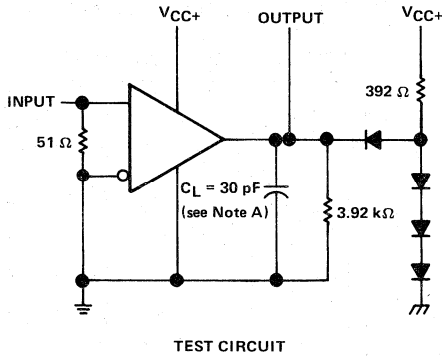 VCC+
OUTPUT
VCC+
INPUT
392 Ω
51 Ω
CL = 30 pF
(see Note A)
3.92 kΩ
TEST CIRCUIT